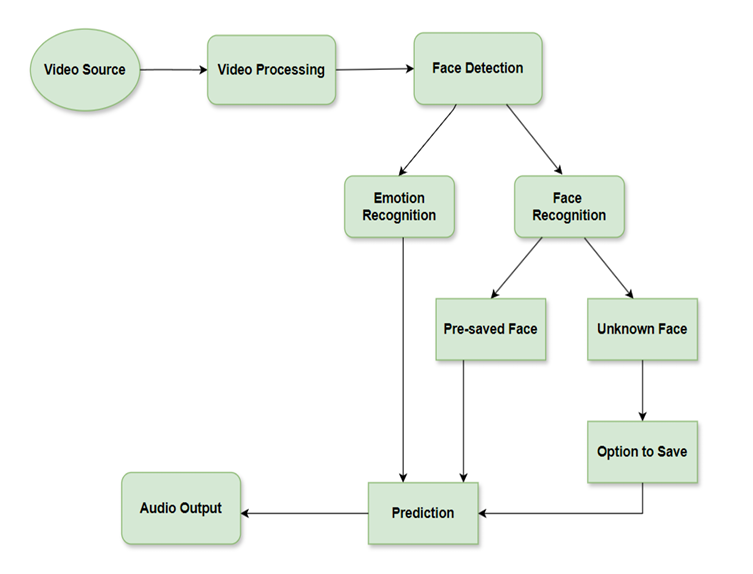 Video Source
Video Processing
Face Detection
Emotion
Recognition
Face
Recognition
Pre-saved Face
Unknown Face
Option to Save
Audio Output
Prediction